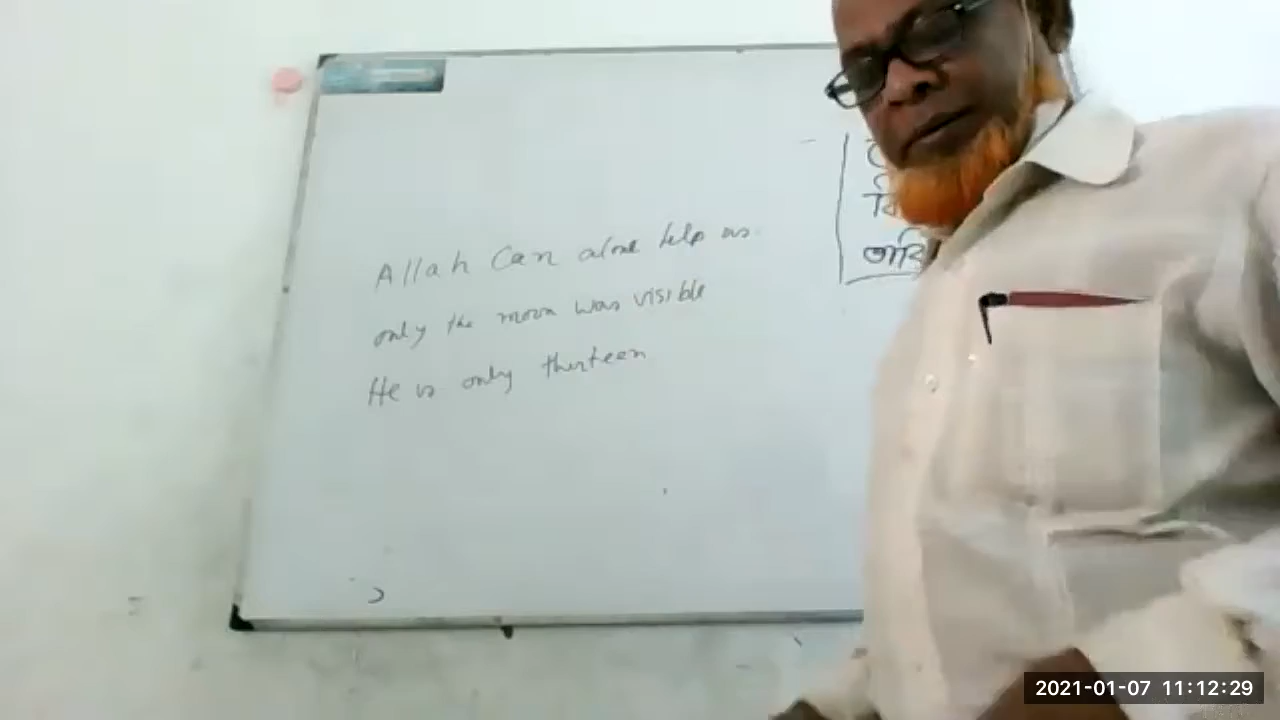 Allah Can alone help us.
only the moon was visible
He is only thirteen
2021-01-07 11:12:29